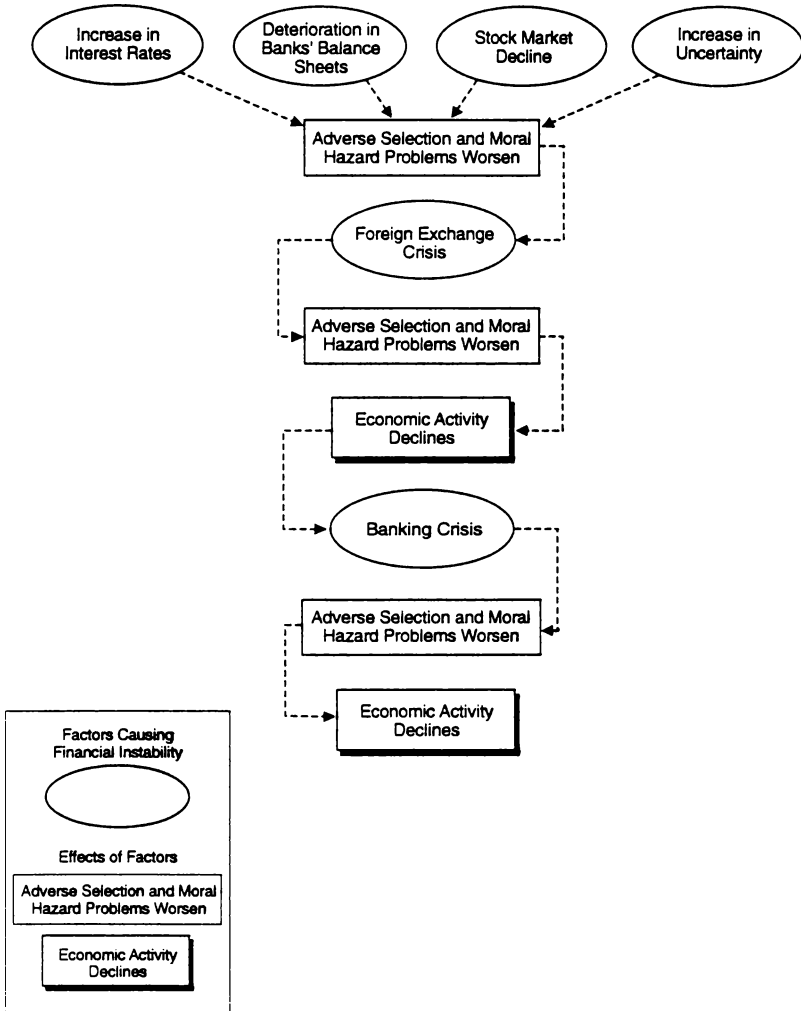 Increase in
Interest Rates
Deterioration in
Banks' Balance
Sheets
Stock Market
Decline
Increase in
Uncertainty
Adverse Selection and Moral
Hazard Problems Worsen
Foreign Exchange
Crisis
Adverse Selection and Moral
Hazard Problems Worsen
Economic Activity
Declines
Banking Crisis
Adverse Selection and Moral
Hazard Problems Worsen
Economic Activity
Declines
Factors Causing
Financial Instability
Effects of Factors
Adverse Selection and Moral
Hazard Problems Worsen
Economic Activity
Declines